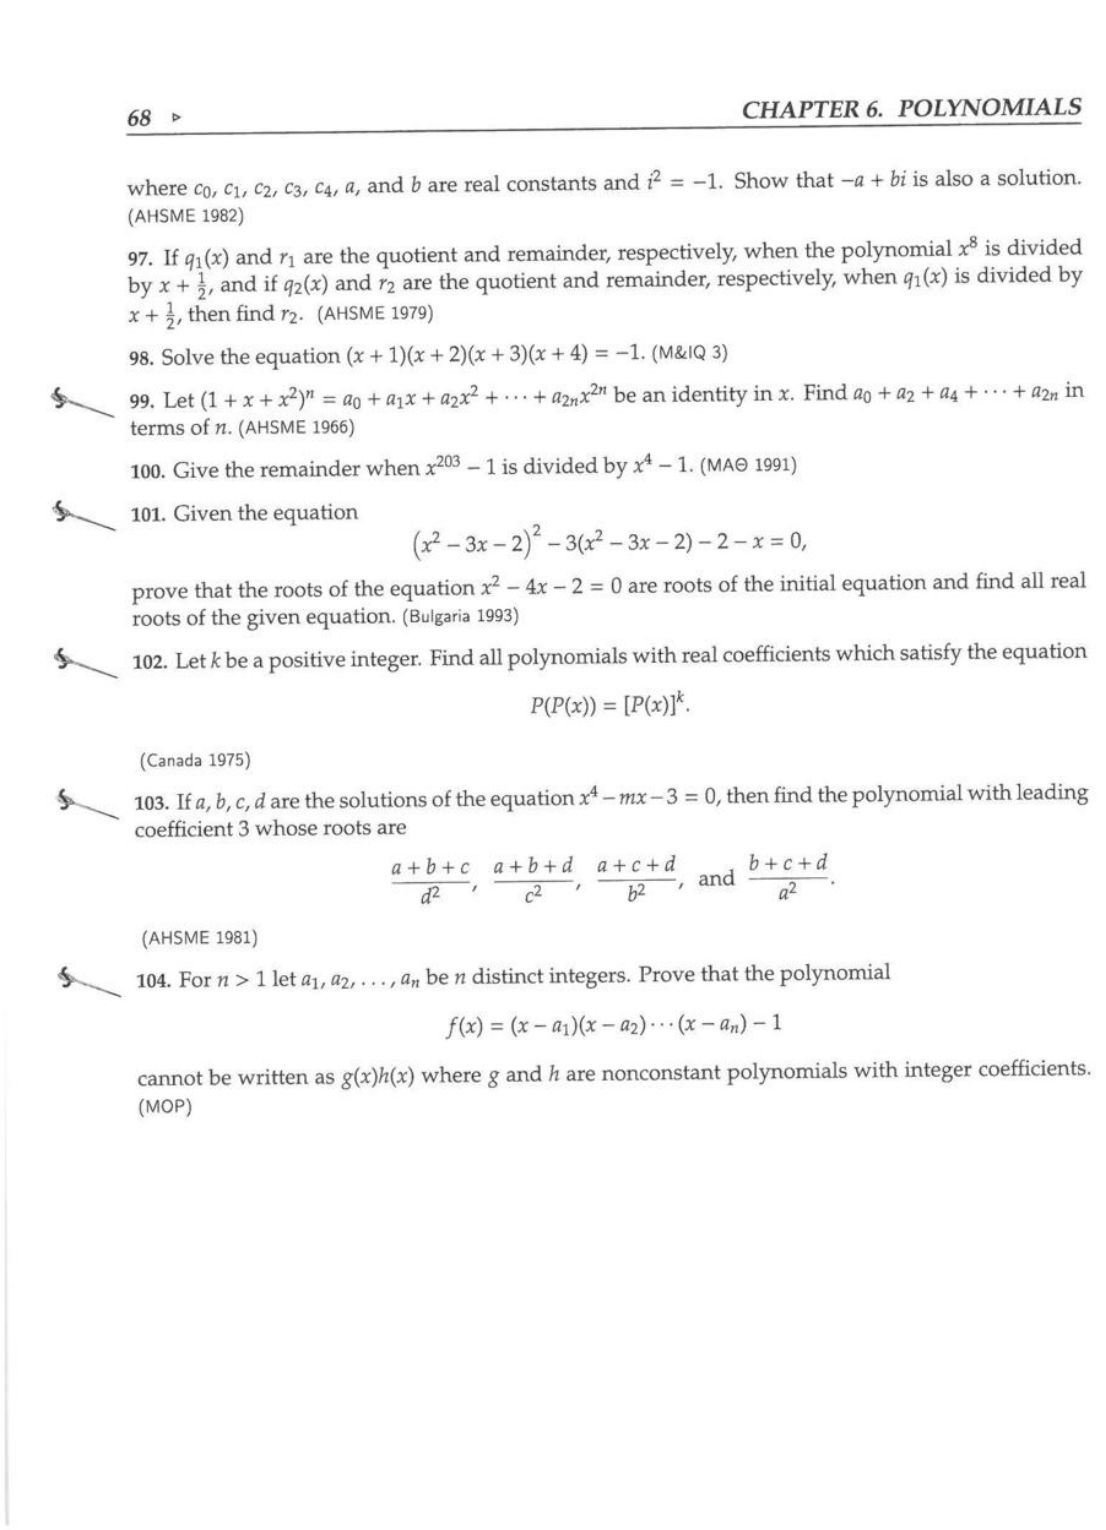 68 ▹ CHAPTER 6. POLYNOMIALS
where c₀, c₁, c₂, c₃, c₄, a, and b are real constants and i² = −1. Show that −a + bi is also a solution.
(AHSME 1982)
97. If q₁(x) and r₁ are the quotient and remainder, respectively, when the polynomial x⁸ is divided
by x + 1/2, and if q₂(x) and r₂ are the quotient and remainder, respectively, when q₁(x) is divided by
x + 1/2, then find r₂. (AHSME 1979)
98. Solve the equation (x + 1)(x + 2)(x + 3)(x + 4) = −1. (M&IQ 3)
99. Let (1 + x + x²)ⁿ = a₀ + a₁x + a₂x² + ⋯ + a₂ₙx²ⁿ be an identity in x. Find a₀ + a₂ + a₄ + ⋯ + a₂ₙ in
terms of n. (AHSME 1966)
100. Give the remainder when x²⁰³ − 1 is divided by x⁴ − 1. (MAΘ 1991)
101. Given the equation
(x² − 3x − 2)² − 3(x² − 3x − 2) − 2 − x = 0,
prove that the roots of the equation x² − 4x − 2 = 0 are roots of the initial equation and find all real
roots of the given equation. (Bulgaria 1993)
102. Let k be a positive integer. Find all polynomials with real coefficients which satisfy the equation
P(P(x)) = [P(x)]ᵏ.
(Canada 1975)
103. If a, b, c, d are the solutions of the equation x⁴ − mx − 3 = 0, then find the polynomial with leading
coefficient 3 whose roots are
(a + b + c)/d², (a + b + d)/c², (a + c + d)/b², and (b + c + d)/a².
(AHSME 1981)
104. For n > 1 let a₁, a₂, . . . , aₙ be n distinct integers. Prove that the polynomial
f(x) = (x − a₁)(x − a₂) ⋯ (x − aₙ) − 1
cannot be written as g(x)h(x) where g and h are nonconstant polynomials with integer coefficients.
(MOP)